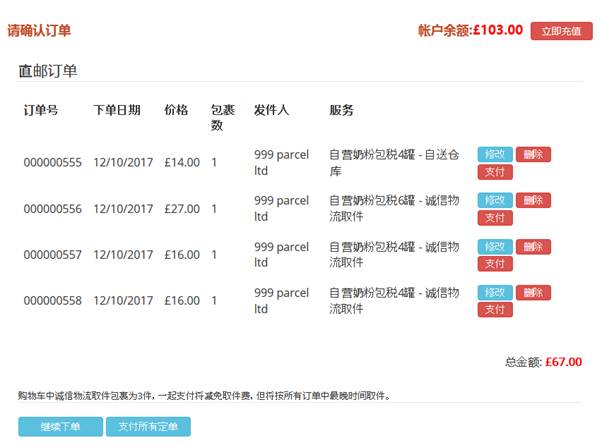 请确认订单
帐户余额:£103.00 立即充值
直邮订单
订单号 下单日期 价格 包裹数 发件人 服务
000000555 12/10/2017 £14.00 1 999 parcel ltd 自营奶粉包税4罐 - 自送仓库 修改 删除 支付
000000556 12/10/2017 £27.00 1 999 parcel ltd 自营奶粉包税6罐 - 诚信物流取件 修改 删除 支付
000000557 12/10/2017 £16.00 1 999 parcel ltd 自营奶粉包税4罐 - 诚信物流取件 修改 删除 支付
000000558 12/10/2017 £16.00 1 999 parcel ltd 自营奶粉包税4罐 - 诚信物流取件 修改 删除 支付
总金额: £67.00
购物车中诚信物流取件包裹为3件, 一起支付将减免取件费, 但将按所有订单中最晚时间取件。
继续下单 支付所有定单